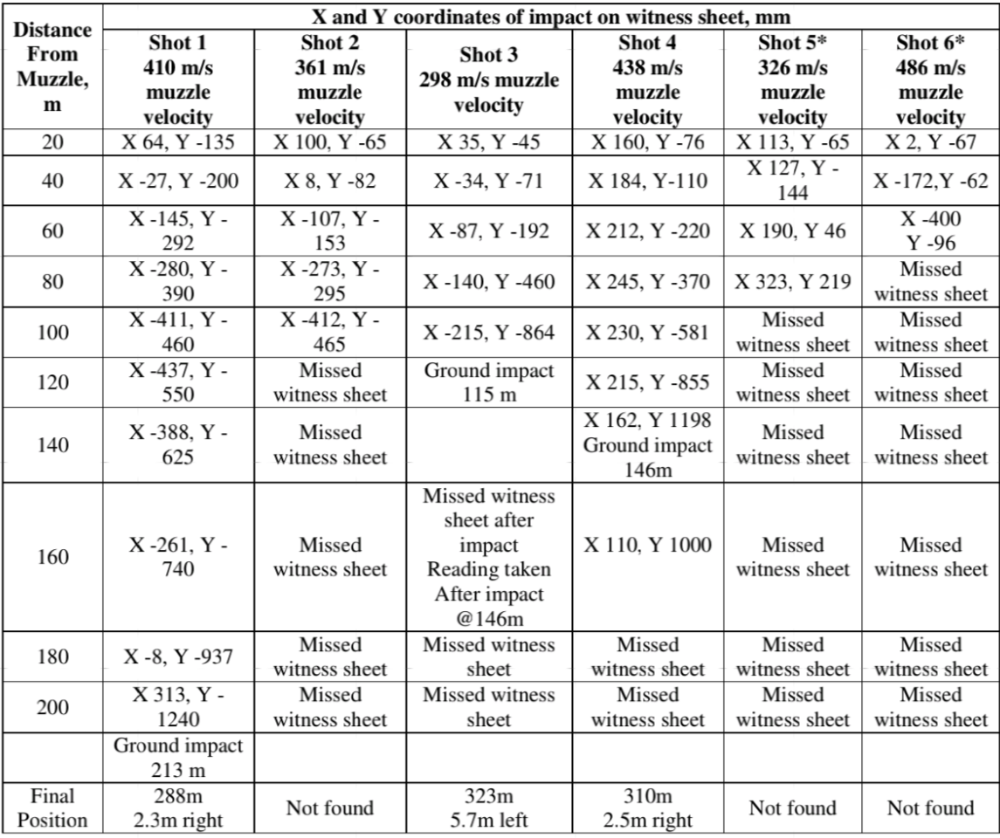 Distance From Muzzle, m | X and Y coordinates of impact on witness sheet, mm
Shot 1 410 m/s muzzle velocity | Shot 2 361 m/s muzzle velocity | Shot 3 298 m/s muzzle velocity | Shot 4 438 m/s muzzle velocity | Shot 5* 326 m/s muzzle velocity | Shot 6* 486 m/s muzzle velocity
20 | X 64, Y -135 | X 100, Y -65 | X 35, Y -45 | X 160, Y -76 | X 113, Y -65 | X 2, Y -67
40 | X -27, Y -200 | X 8, Y -82 | X -34, Y -71 | X 184, Y-110 | X 127, Y -144 | X -172,Y -62
60 | X -145, Y -292 | X -107, Y -153 | X -87, Y -192 | X 212, Y -220 | X 190, Y 46 | X -400 Y -96
80 | X -280, Y -390 | X -273, Y -295 | X -140, Y -460 | X 245, Y -370 | X 323, Y 219 | Missed witness sheet
100 | X -411, Y -460 | X -412, Y -465 | X -215, Y -864 | X 230, Y -581 | Missed witness sheet | Missed witness sheet
120 | X -437, Y -550 | Missed witness sheet | Ground impact 115 m | X 215, Y -855 | Missed witness sheet | Missed witness sheet
140 | X -388, Y -625 | Missed witness sheet | | X 162, Y 1198 Ground impact 146m | Missed witness sheet | Missed witness sheet
160 | X -261, Y -740 | Missed witness sheet | Missed witness sheet after impact Reading taken After impact @146m | X 110, Y 1000 | Missed witness sheet | Missed witness sheet
180 | X -8, Y -937 | Missed witness sheet | Missed witness sheet | Missed witness sheet | Missed witness sheet | Missed witness sheet
200 | X 313, Y -1240 | Missed witness sheet | Missed witness sheet | Missed witness sheet | Missed witness sheet | Missed witness sheet
| Ground impact 213 m | | | | |
Final Position | 288m 2.3m right | Not found | 323m 5.7m left | 310m 2.5m right | Not found | Not found